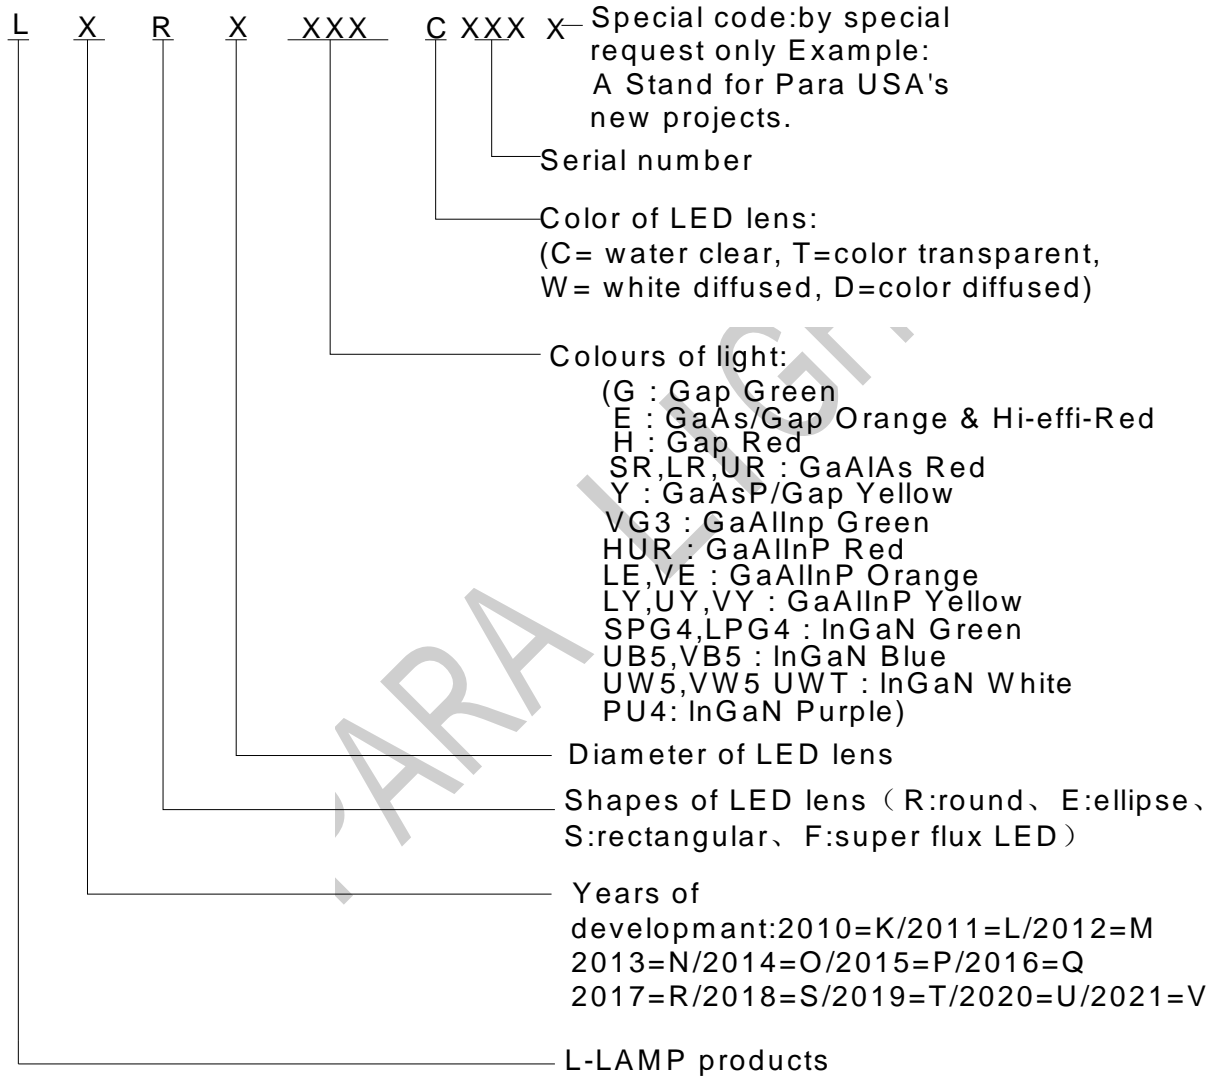 L X R X XXX C XXX X Special code:by special
request only Example:
A Stand for Para USA's
new projects.
Serial number
Color of LED lens:
(C= water clear, T=color transparent,
W= white diffused, D=color diffused)
Colours of light:
(G : Gap Green
E : GaAs/Gap Orange & Hi-effi-Red
H : Gap Red
SR,LR,UR : GaAlAs Red
Y : GaAsP/Gap Yellow
VG3 : GaAlInp Green
HUR : GaAlInP Red
LE,VE : GaAlInP Orange
LY,UY,VY : GaAlInP Yellow
SPG4,LPG4 : InGaN Green
UB5,VB5 : InGaN Blue
UW5,VW5 UWT : InGaN White
PU4: InGaN Purple)
Diameter of LED lens
Shapes of LED lens（R:round、E:ellipse、
S:rectangular、F:super flux LED）
Years of
developmant:2010=K/2011=L/2012=M
2013=N/2014=O/2015=P/2016=Q
2017=R/2018=S/2019=T/2020=U/2021=V
L-LAMP products